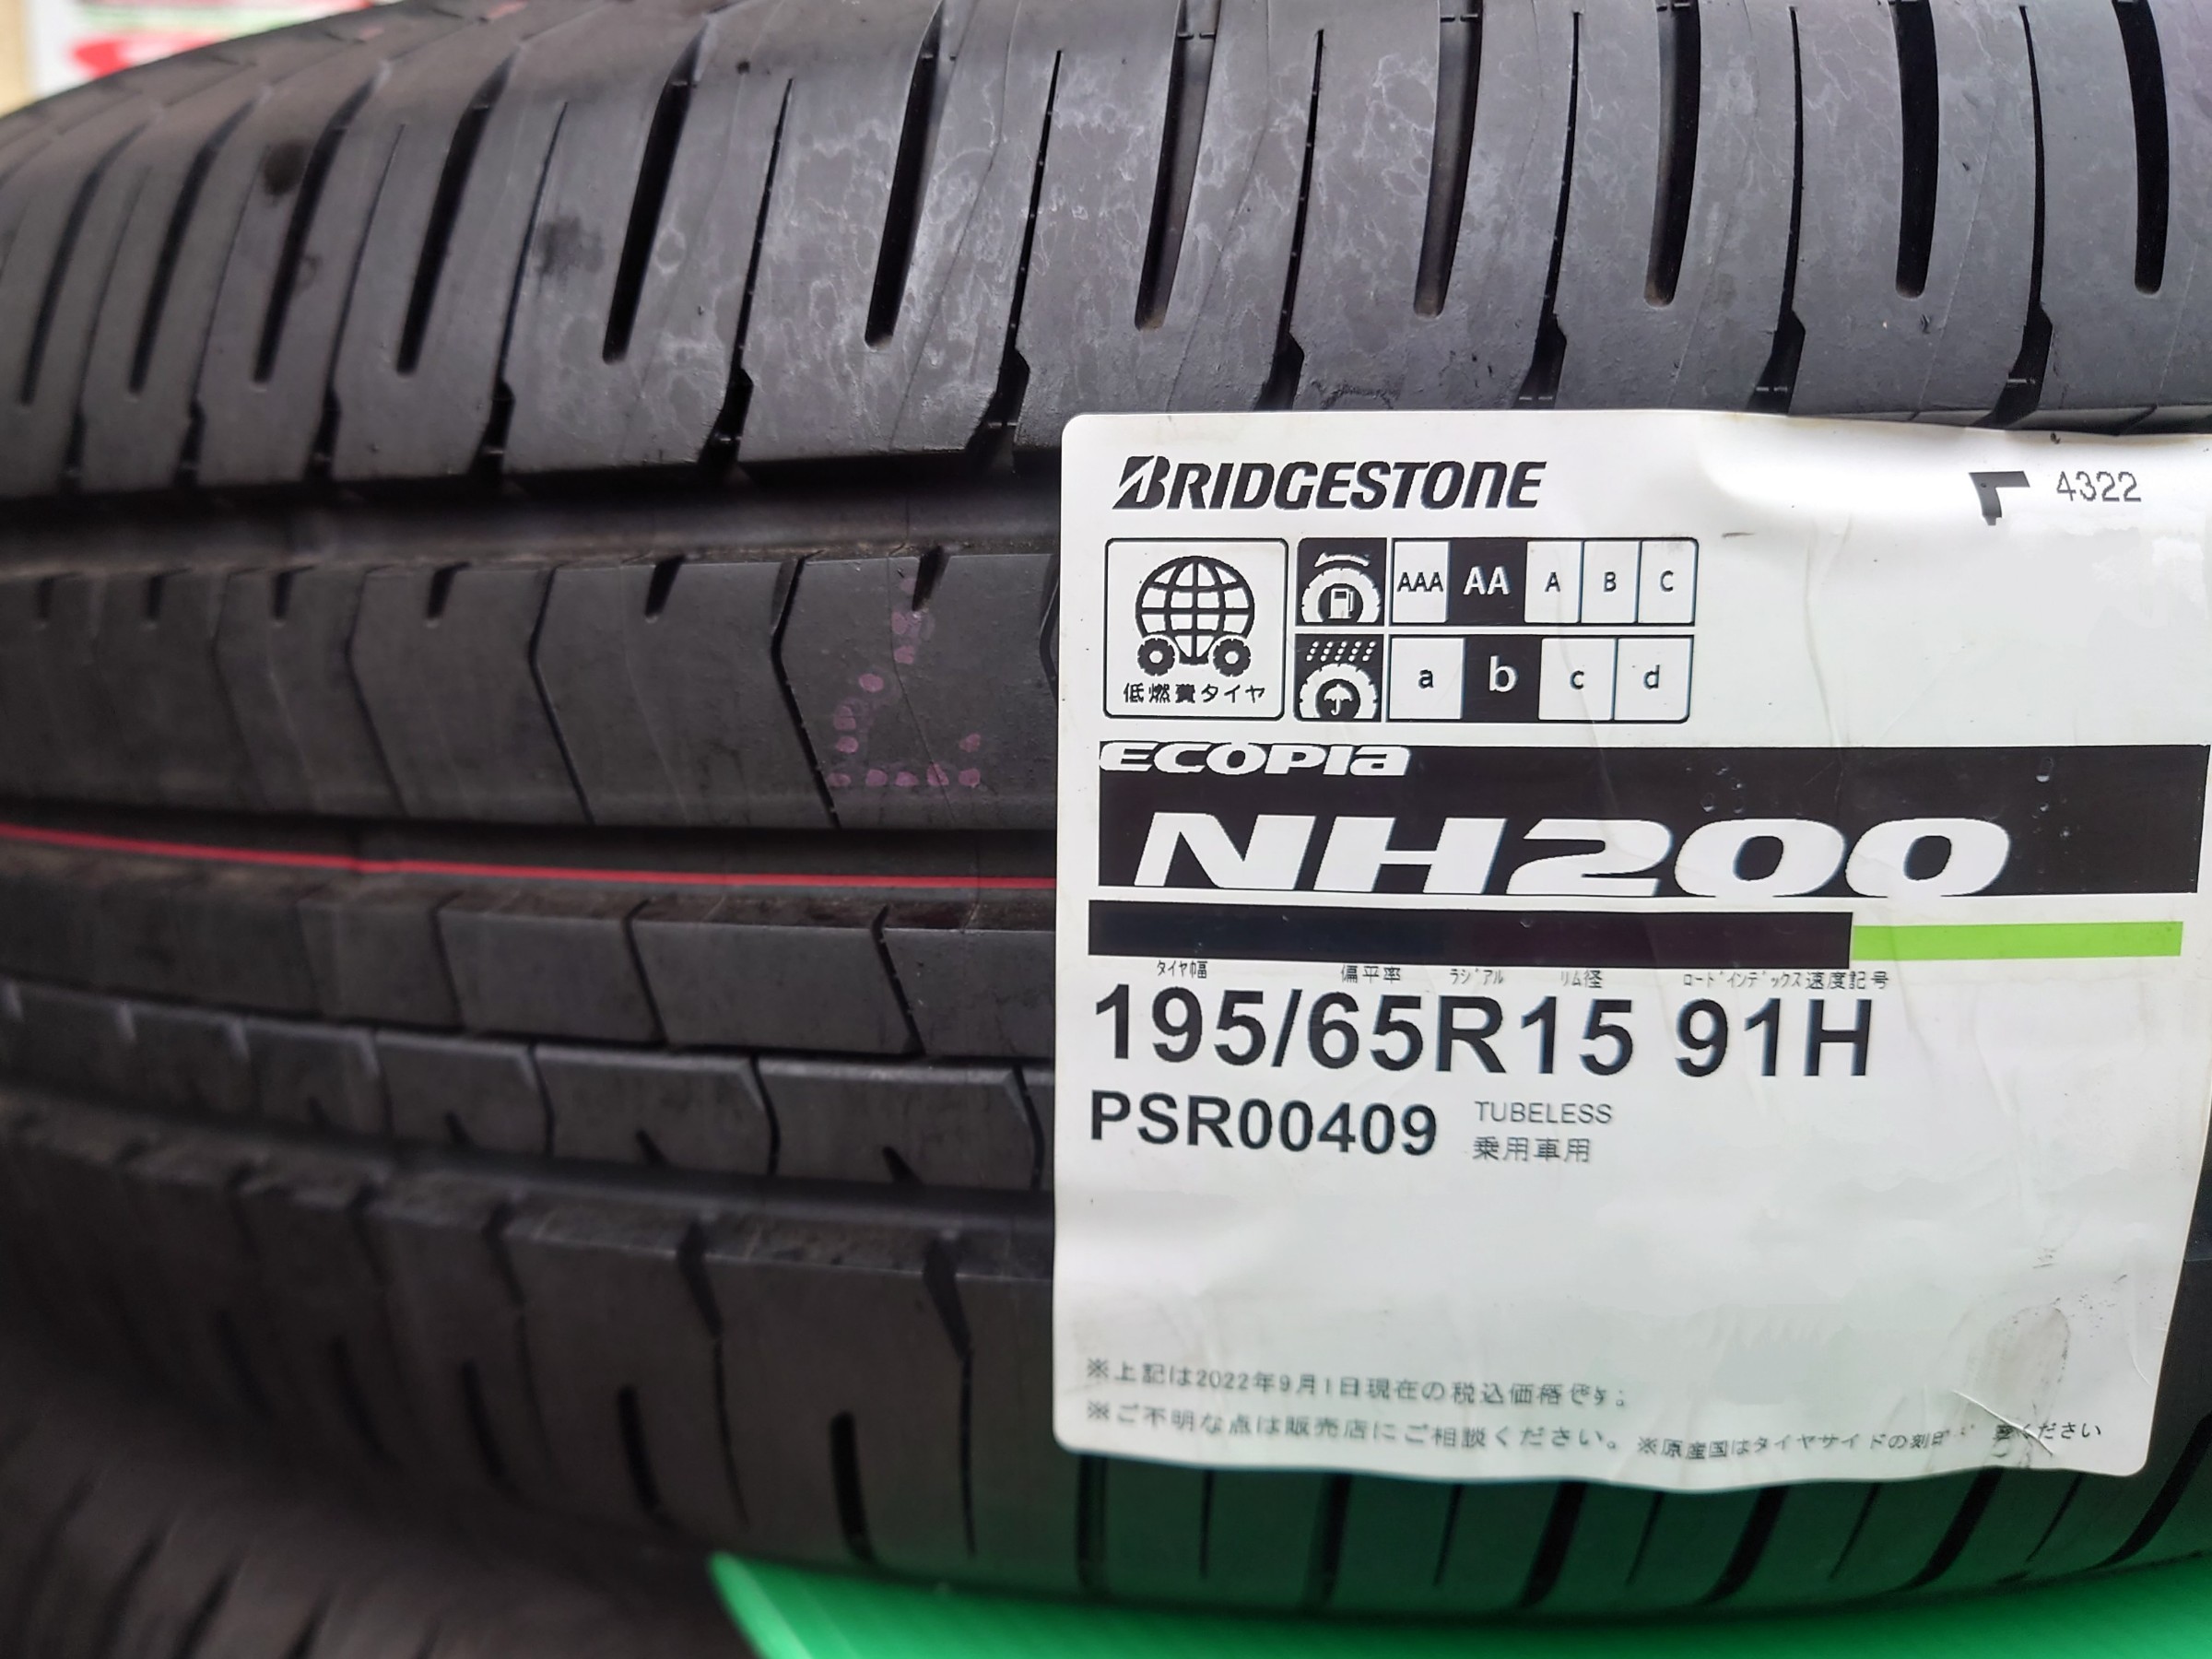 BRIDGESTONE
4322
低燃費タイヤ
AAA AA A B C
a b c d
ECOPIA
NH200
タイヤ幅 偏平率 ラジアル リム径 ロードインデックス 速度記号
195/65R15 91H
PSR00409 TUBELESS
乗用車用
※上記は2022年9月1日現在の税込価格です。
※ご不明な点は販売店にご相談ください。 ※原産国はタイヤサイドの刻印 ください